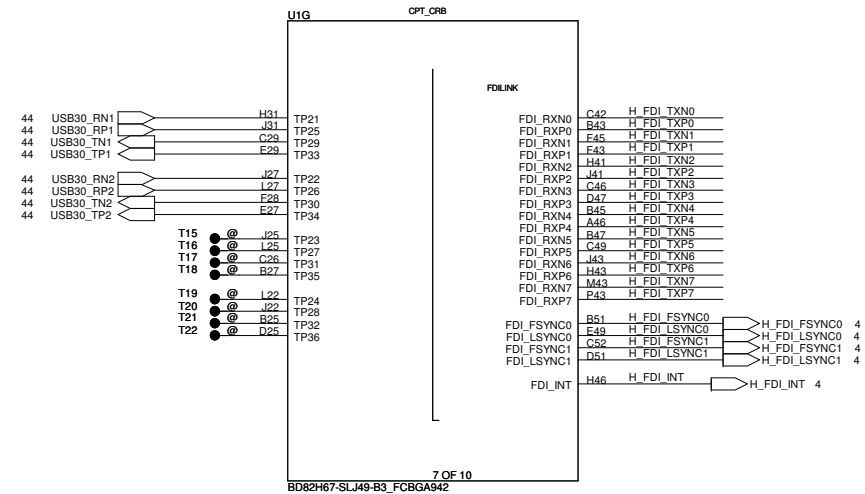 U1G
CPT_CRB
FDILINK
44 USB30_RN1 H31 TP21
44 USB30_RP1 J31 TP25
44 USB30_TN1 C29 TP29
44 USB30_TP1 E29 TP33
44 USB30_RN2 J27 TP22
44 USB30_RP2 L27 TP26
44 USB30_TN2 F28 TP30
44 USB30_TP2 E27 TP34
T15 @ J25 TP23
T16 @ L25 TP27
T17 @ C26 TP31
T18 @ B27 TP35
T19 @ L22 TP24
T20 @ J22 TP28
T21 @ B25 TP32
T22 @ D25 TP36
FDI_RXN0 C42 H_FDI_TXN0
FDI_RXP0 B43 H_FDI_TXP0
FDI_RXN1 F45 H_FDI_TXN1
FDI_RXP1 F43 H_FDI_TXP1
FDI_RXN2 H41 H_FDI_TXN2
FDI_RXP2 J41 H_FDI_TXP2
FDI_RXN3 C46 H_FDI_TXN3
FDI_RXP3 D47 H_FDI_TXP3
FDI_RXN4 B45 H_FDI_TXN4
FDI_RXP4 A46 H_FDI_TXP4
FDI_RXN5 B47 H_FDI_TXN5
FDI_RXP5 C49 H_FDI_TXP5
FDI_RXN6 J43 H_FDI_TXN6
FDI_RXP6 H43 H_FDI_TXP6
FDI_RXN7 M43 H_FDI_TXN7
FDI_RXP7 P43 H_FDI_TXP7
FDI_FSYNC0 B51 H_FDI_FSYNC0 H_FDI_FSYNC0 4
FDI_LSYNC0 E49 H_FDI_LSYNC0 H_FDI_LSYNC0 4
FDI_FSYNC1 C52 H_FDI_FSYNC1 H_FDI_FSYNC1 4
FDI_LSYNC1 D51 H_FDI_LSYNC1 H_FDI_LSYNC1 4
FDI_INT H46 H_FDI_INT H_FDI_INT 4
7 OF 10
BD82H67-SLJ49-B3_FCBGA942